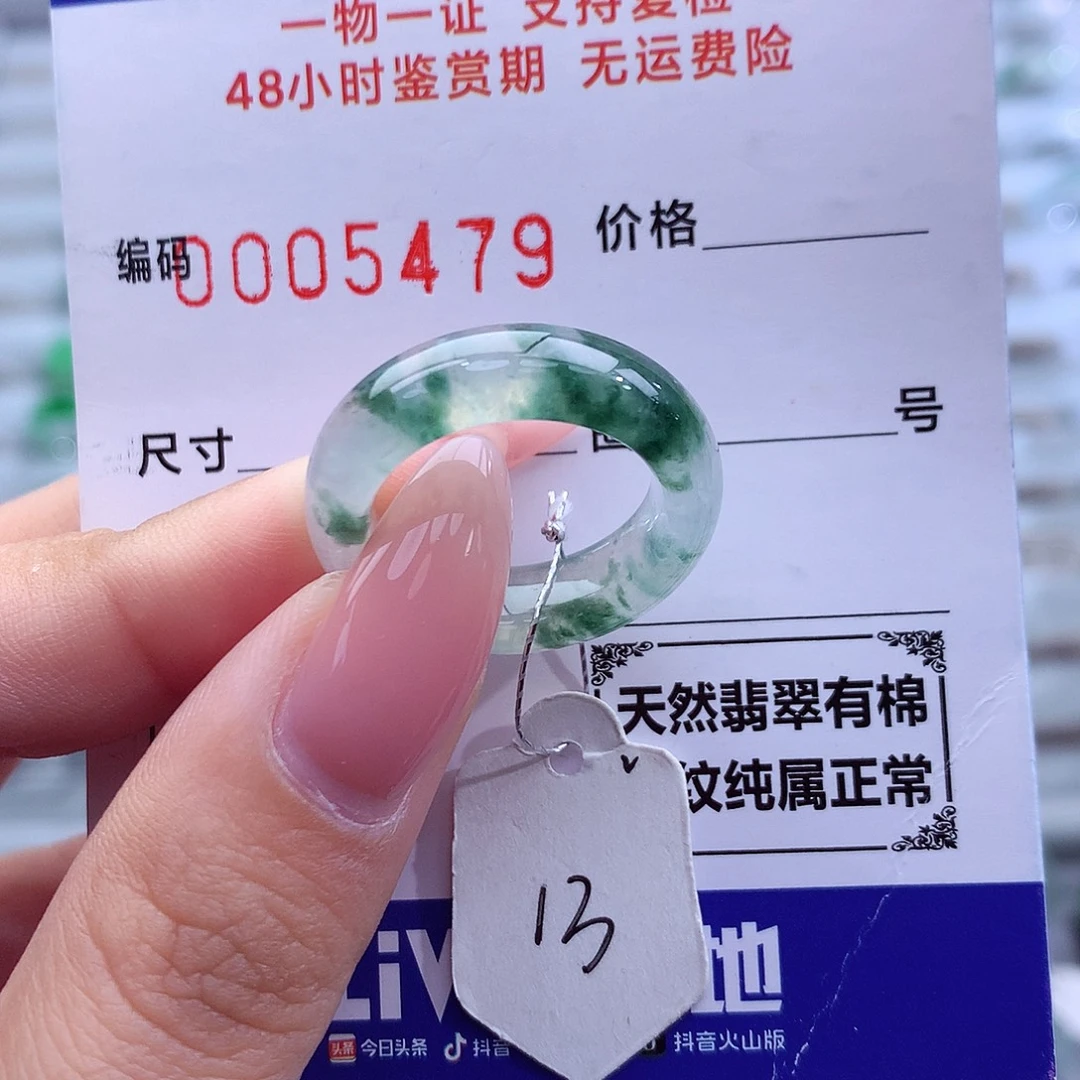 一物一证 支持复检
48小时鉴赏期 无运费险
编码0005479 价格
尺寸 号
天然翡翠有棉
纹纯属正常
13
LiV 地
今日头条 抖音 抖音火山版